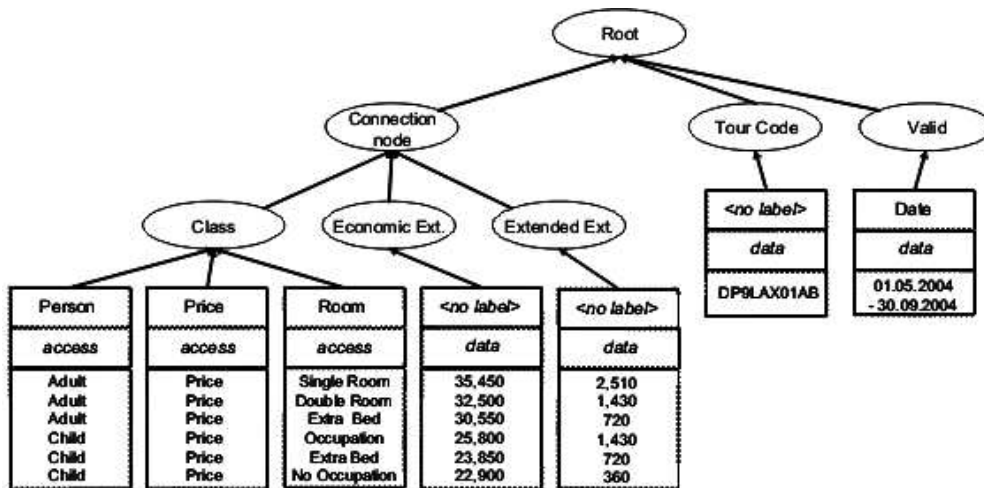 Root
Connection
node
Tour Code
Valid
Class
Economic Ext.
Extended Ext.
<no label>
data
DP9LAX01AB
Date
data
01.05.2004
- 30.09.2004
Person
access
Adult
Adult
Adult
Child
Child
Child
Price
access
Price
Price
Price
Price
Price
Price
Room
access
Single Room
Double Room
Extra Bed
Occupation
Extra Bed
No Occupation
<no label>
data
35,450
32,500
30,550
25,800
23,850
22,900
<no label>
data
2,510
1,430
720
1,430
720
360